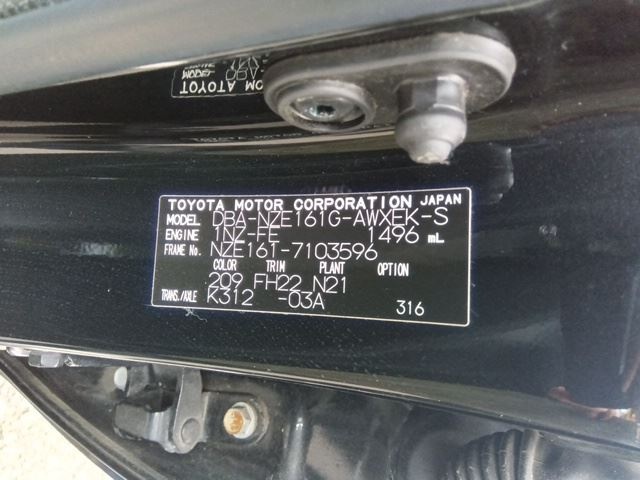 TOYOTA MOTOR CORPORATION JAPAN
MODEL DBA-NZE161G-AWXEK-S
ENGINE 1NZ-FE 1496 mL
FRAME No. NZE161-7103596
COLOR TRIM PLANT OPTION
209 FH22 N21
TRANS./AXLE K312 -03A 316